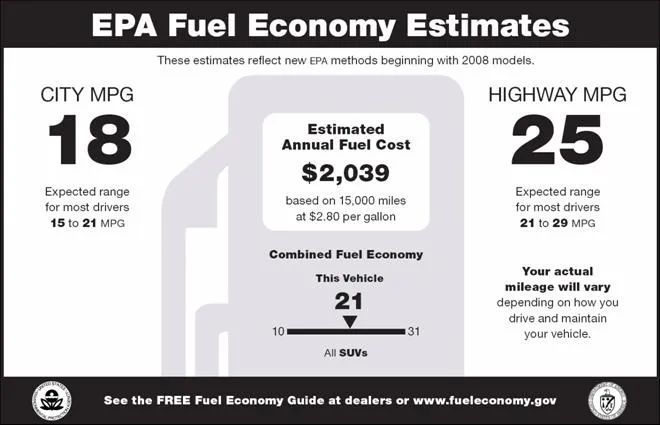 EPA Fuel Economy Estimates
These estimates reflect new EPA methods beginning with 2008 models.
CITY MPG
18
Expected range
for most drivers
15 to 21 MPG
Estimated
Annual Fuel Cost
$2,039
based on 15,000 miles
at $2.80 per gallon
Combined Fuel Economy
This Vehicle
21
10 31
All SUVs
HIGHWAY MPG
25
Expected range
for most drivers
21 to 29 MPG
Your actual
mileage will vary
depending on how you
drive and maintain
your vehicle.
See the FREE Fuel Economy Guide at dealers or www.fueleconomy.gov